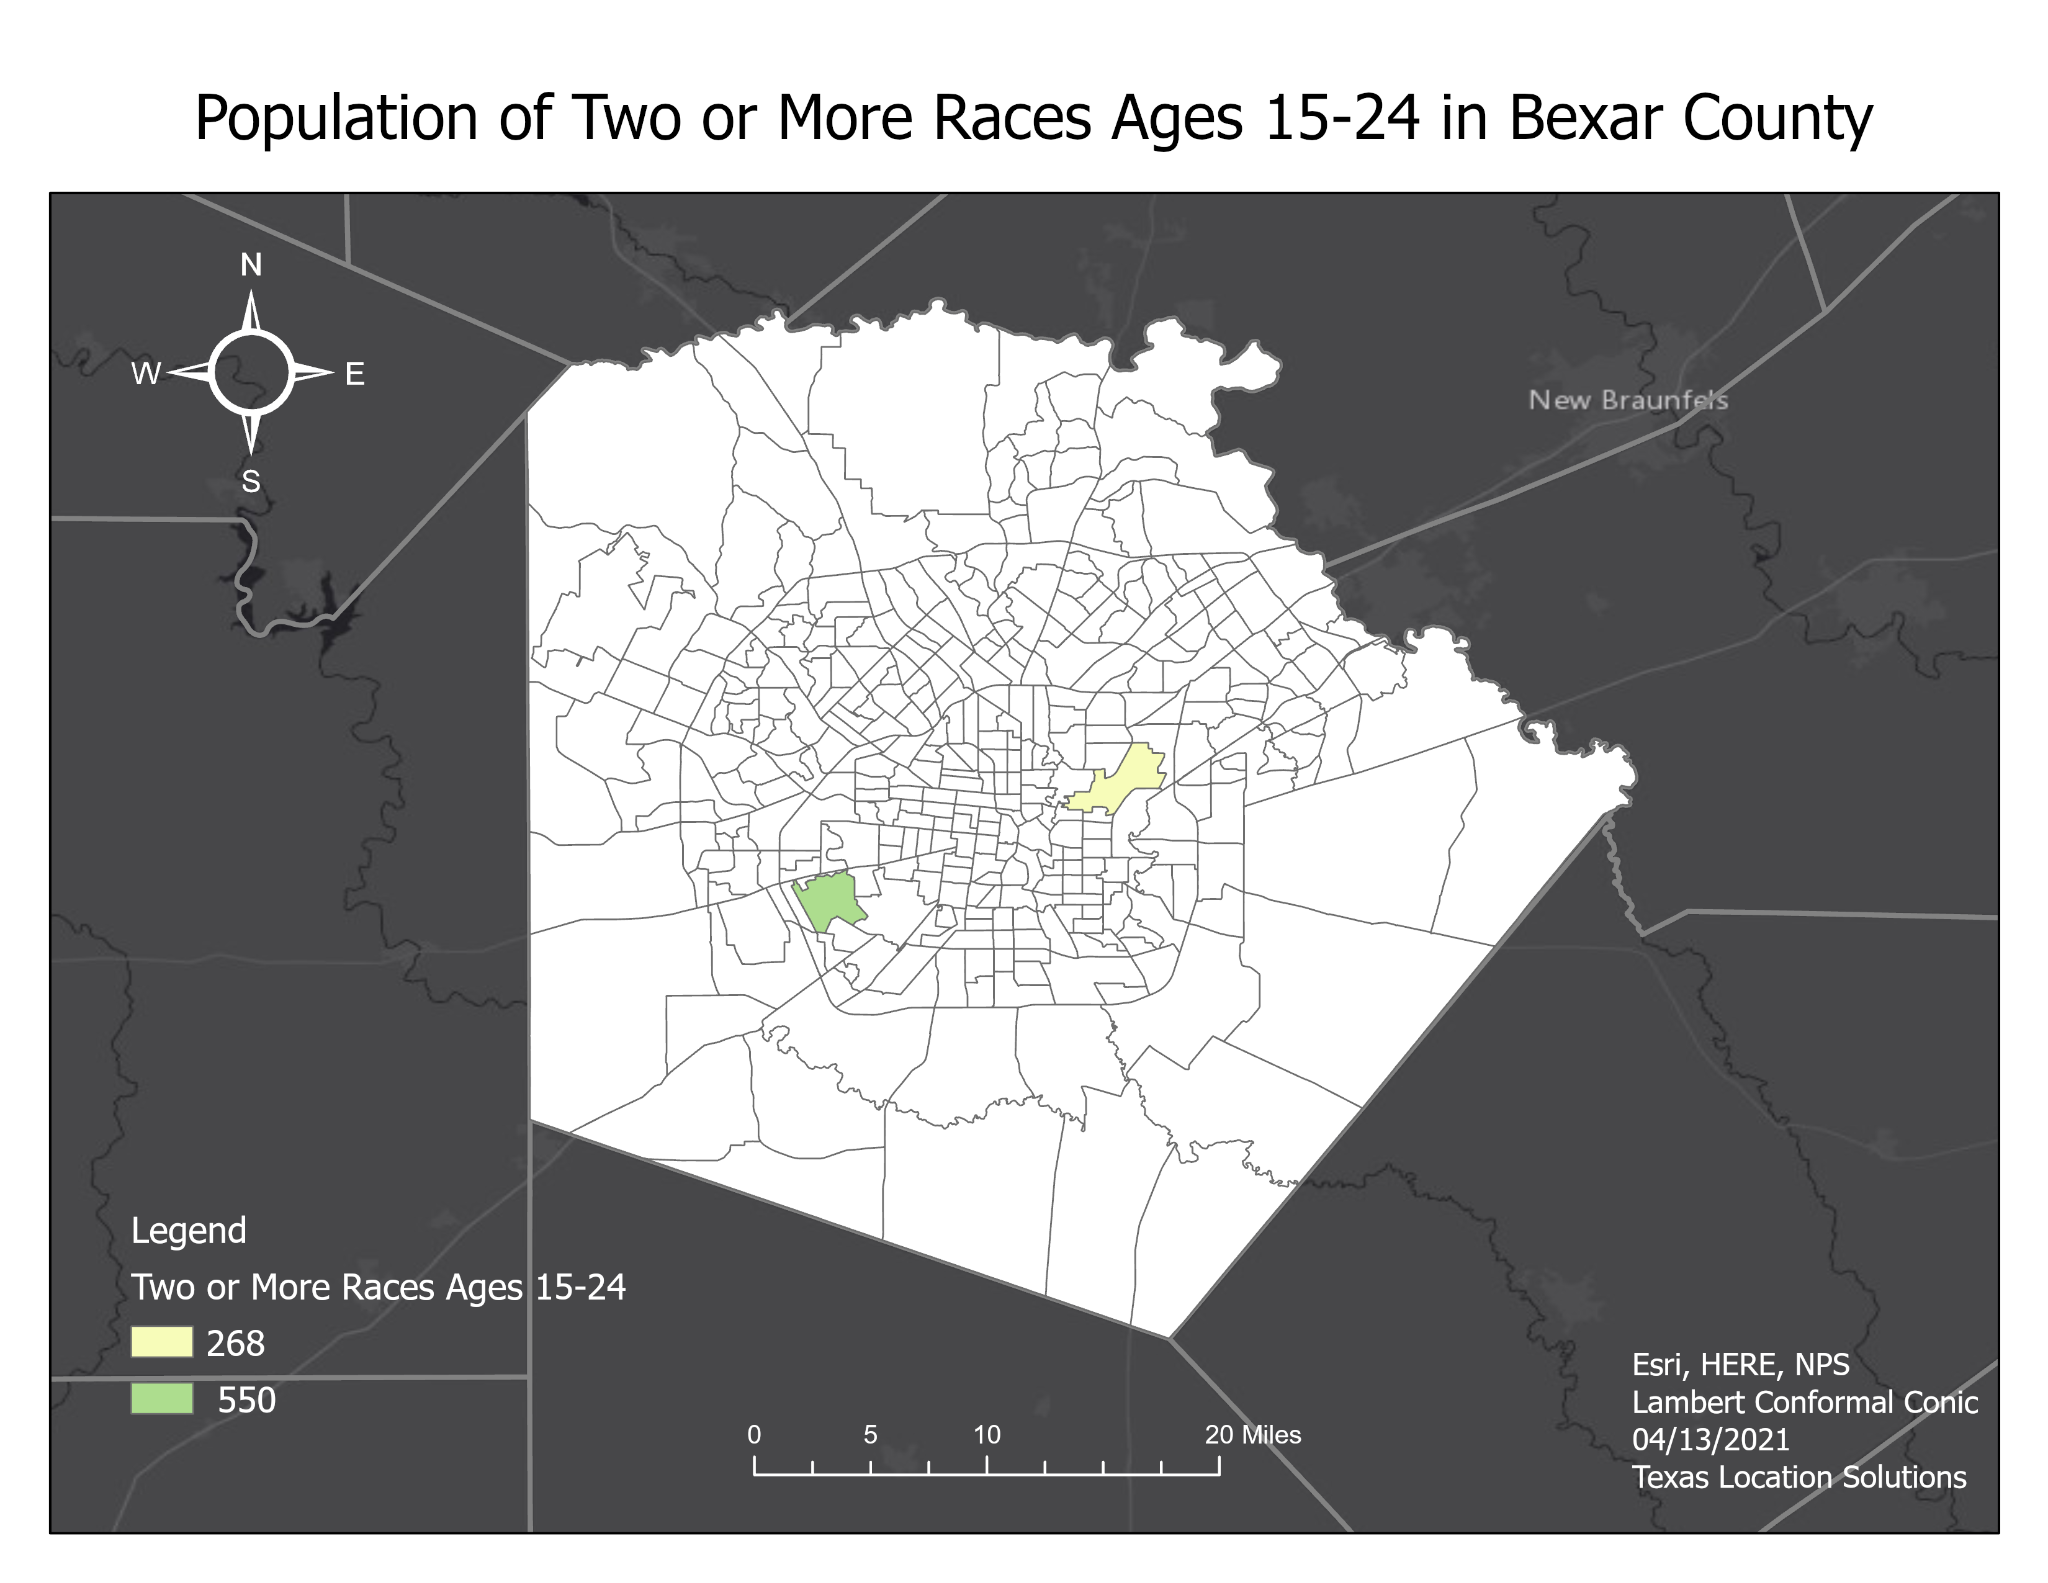 Population of Two or More Races Ages 15-24 in Bexar County
N
W E
S
New Braunfels
Legend
Two or More Races Ages 15-24
268
550
0 5 10 20 Miles
Esri, HERE, NPS
Lambert Conformal Conic
04/13/2021
Texas Location Solutions